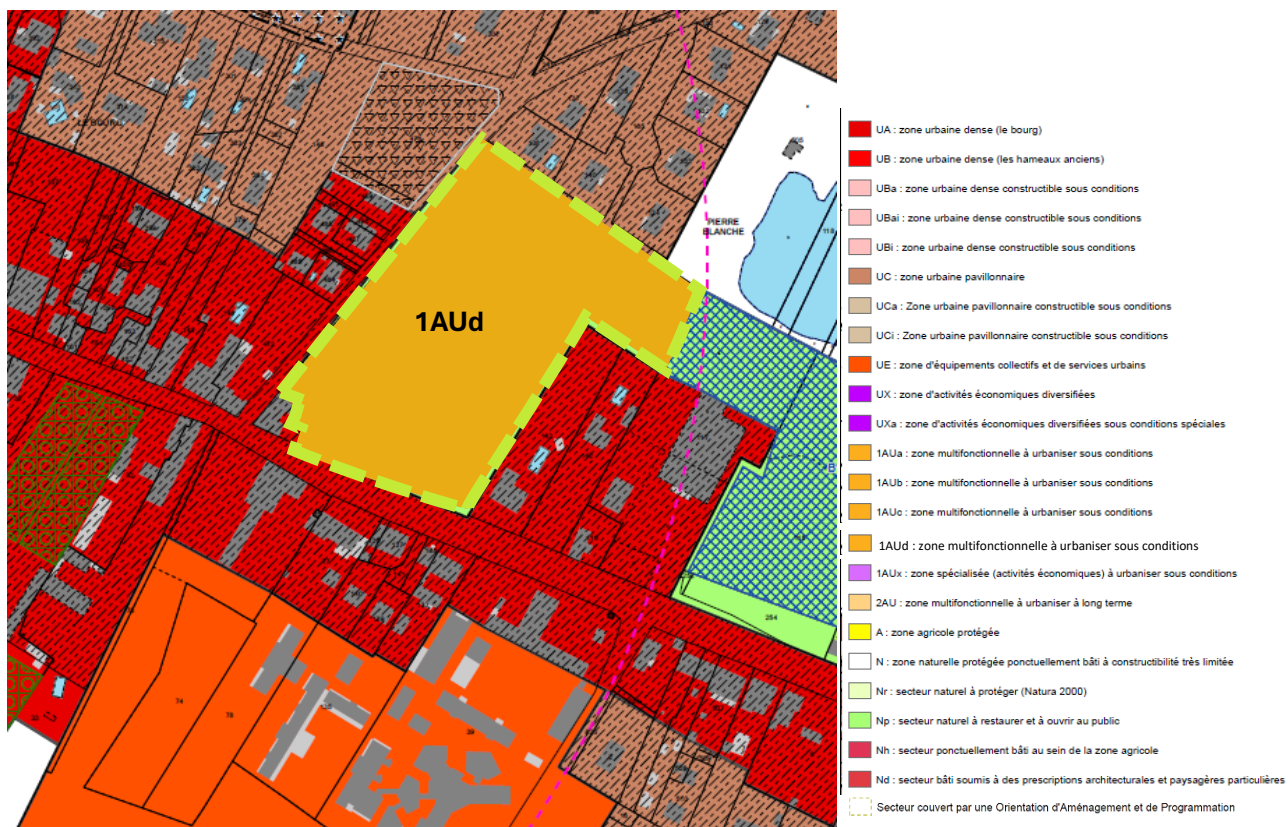 LE BOURG
PIERRE
BLANCHE
118
1AUd
254
74
78
39
UA : zone urbaine dense (le bourg)
UB : zone urbaine dense (les hameaux anciens)
UBa : zone urbaine dense constructible sous conditions
UBai : zone urbaine dense constructible sous conditions
UBi : zone urbaine dense constructible sous conditions
UC : zone urbaine pavillonnaire
UCa : Zone urbaine pavillonnaire constructible sous conditions
UCi : Zone urbaine pavillonnaire constructible sous conditions
UE : zone d'équipements collectifs et de services urbains
UX : zone d'activités économiques diversifiées
UXa : zone d'activités économiques diversifiées sous conditions spéciales
1AUa : zone multifonctionnelle à urbaniser sous conditions
1AUb : zone multifonctionnelle à urbaniser sous conditions
1AUc : zone multifonctionnelle à urbaniser sous conditions
1AUd : zone multifonctionnelle à urbaniser sous conditions
1AUx : zone spécialisée (activités économiques) à urbaniser sous conditions
2AU : zone multifonctionnelle à urbaniser à long terme
A : zone agricole protégée
N : zone naturelle protégée ponctuellement bâti à constructibilité très limitée
Nr : secteur naturel à protéger (Natura 2000)
Np : secteur naturel à restaurer et à ouvrir au public
Nh : secteur ponctuellement bâti au sein de la zone agricole
Nd : secteur bâti soumis à des prescriptions architecturales et paysagères particulières
Secteur couvert par une Orientation d'Aménagement et de Programmation